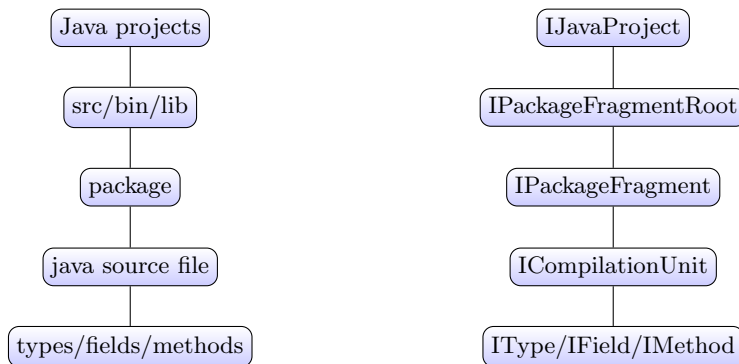 Java projects
src/bin/lib
package
java source file
types/fields/methods
IJavaProject
IPackageFragmentRoot
IPackageFragment
ICompilationUnit
IType/IField/IMethod